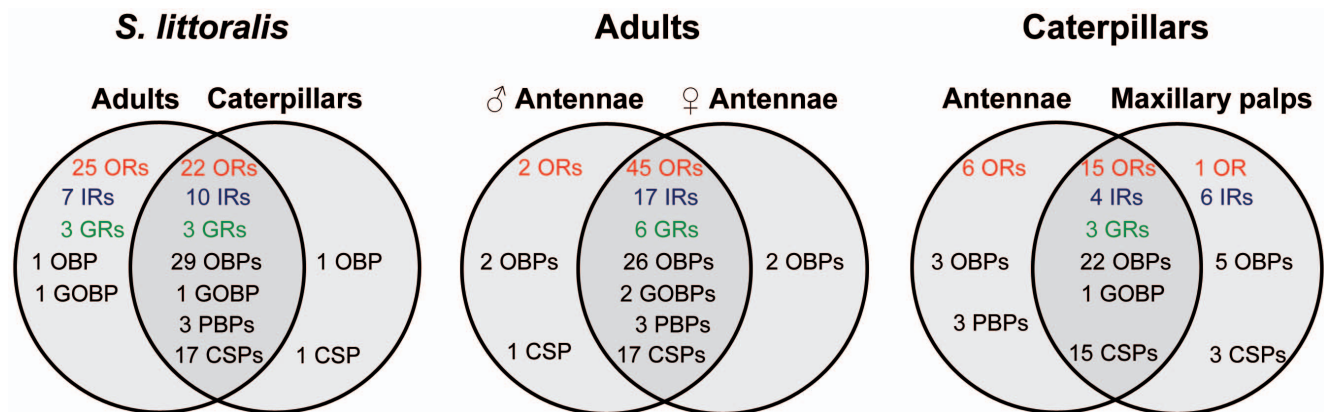 S. littoralis
Adults Caterpillars
25 ORs 22 ORs
7 IRs 10 IRs
3 GRs 3 GRs
1 OBP 29 OBPs 1 OBP
1 GOBP 1 GOBP
3 PBPs
17 CSPs 1 CSP
Adults
♂ Antennae ♀ Antennae
2 ORs 45 ORs
17 IRs
6 GRs
2 OBPs 26 OBPs 2 OBPs
2 GOBPs
3 PBPs
1 CSP 17 CSPs
Caterpillars
Antennae Maxillary palps
6 ORs 15 ORs 1 OR
4 IRs 6 IRs
3 GRs
3 OBPs 22 OBPs 5 OBPs
1 GOBP
3 PBPs
15 CSPs 3 CSPs